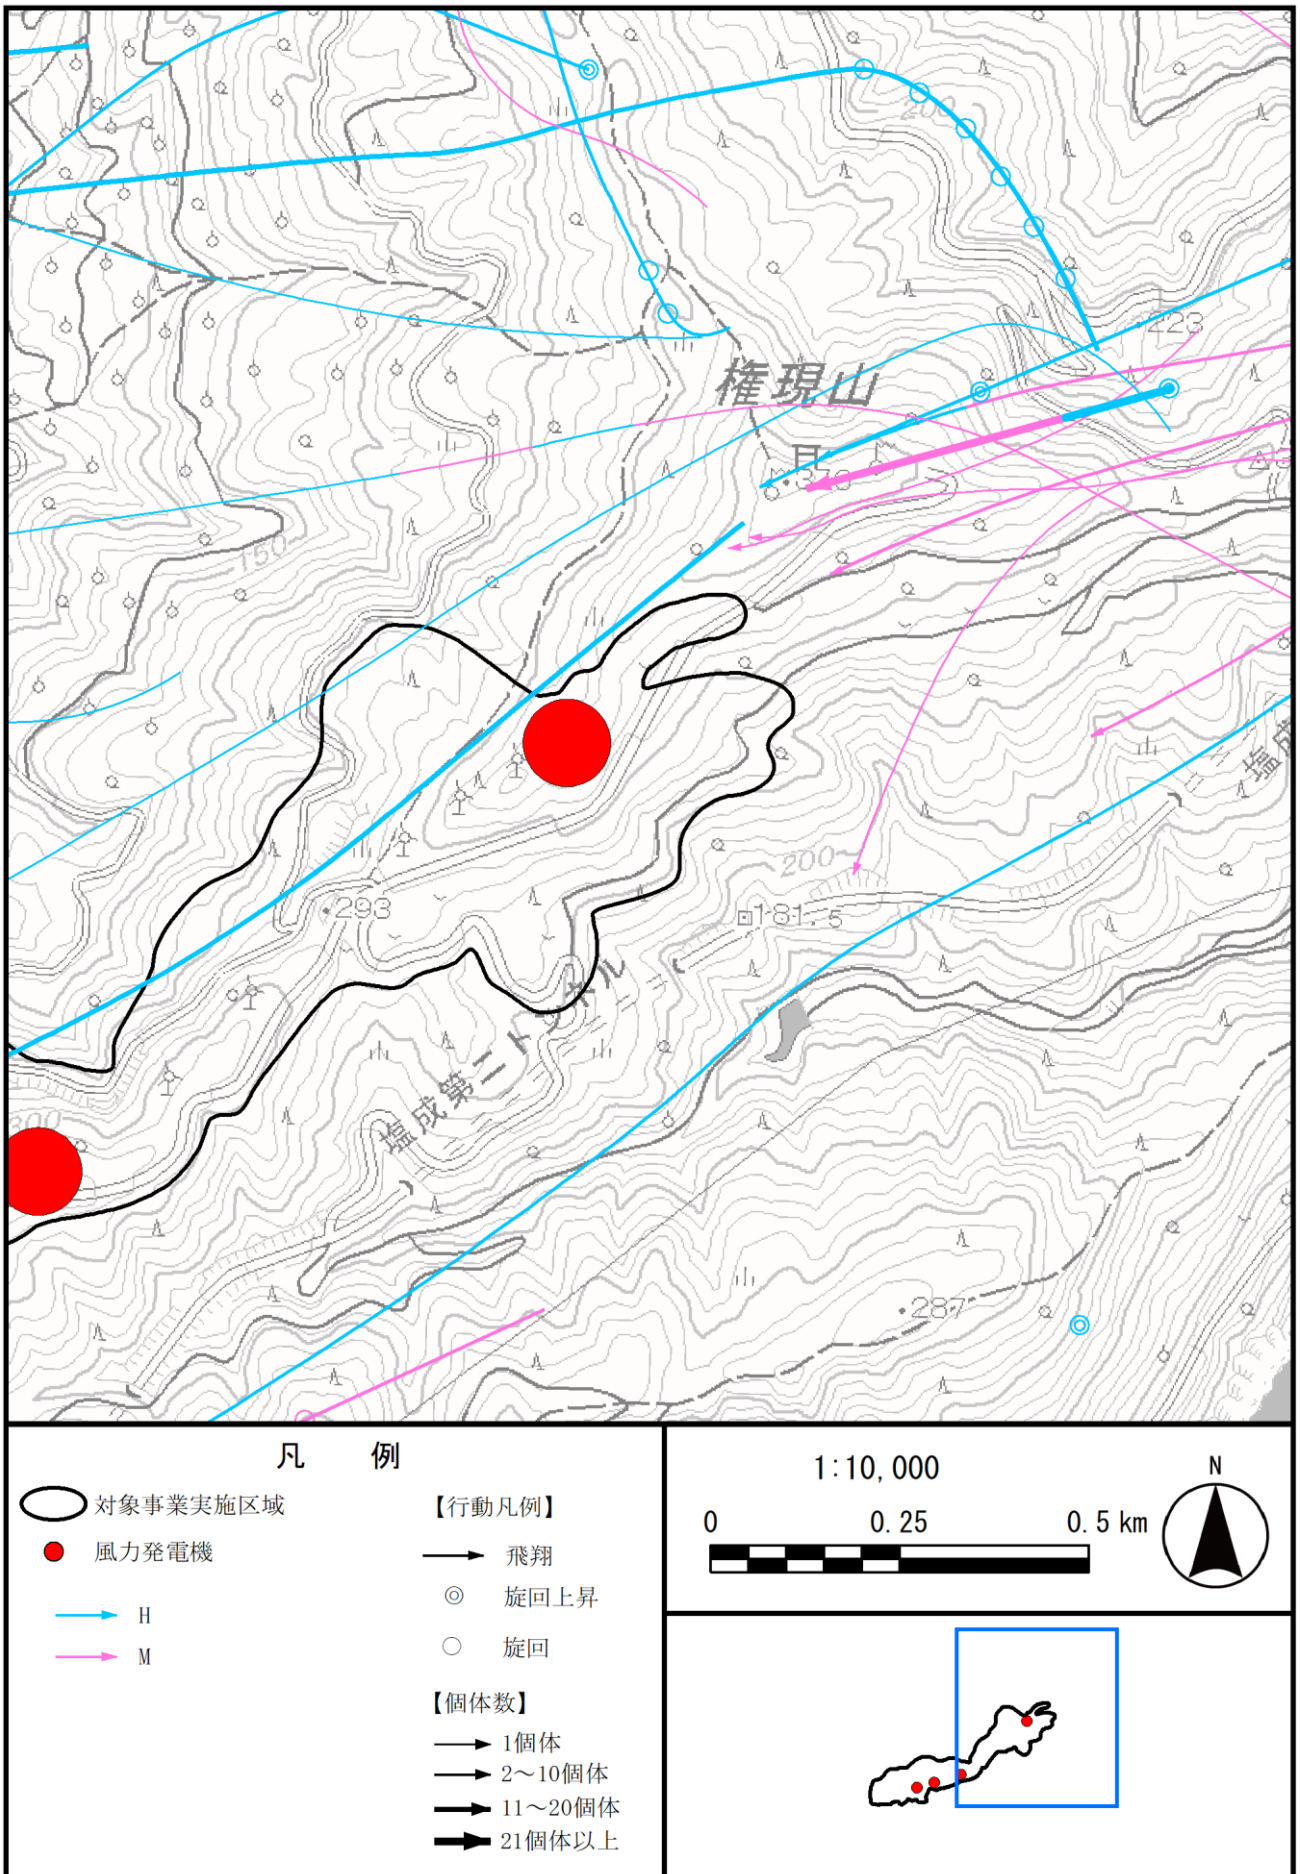 200
223
権現山
376
150
塩成
200
293
181.5
塩成第二トンネル
300
287
凡 例
対象事業実施区域
風力発電機
H
M
【行動凡例】
飛翔
旋回上昇
旋回
【個体数】
1個体
2～10個体
11～20個体
21個体以上
1:10,000
0 0.25 0.5 km
N